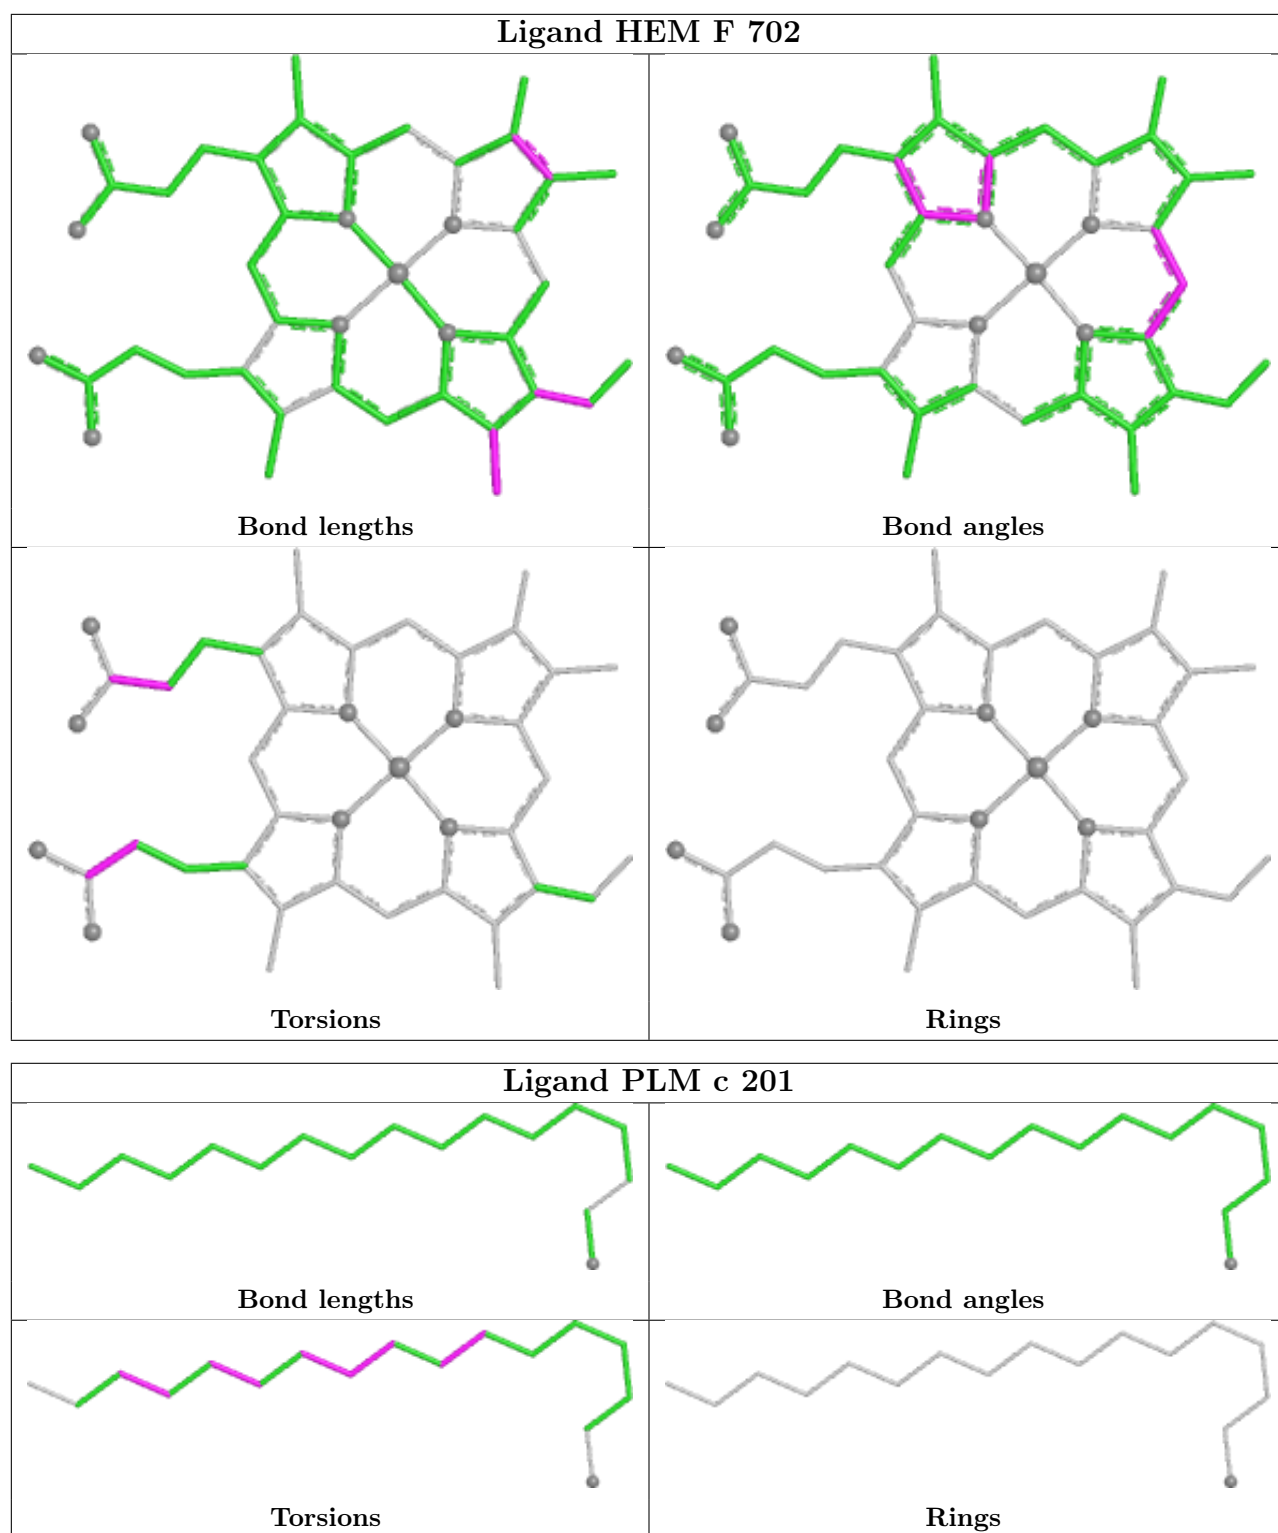 Ligand HEM F 702
Bond lengths
Bond angles
Torsions
Rings
Ligand PLM c 201
Bond lengths
Bond angles
Torsions
Rings